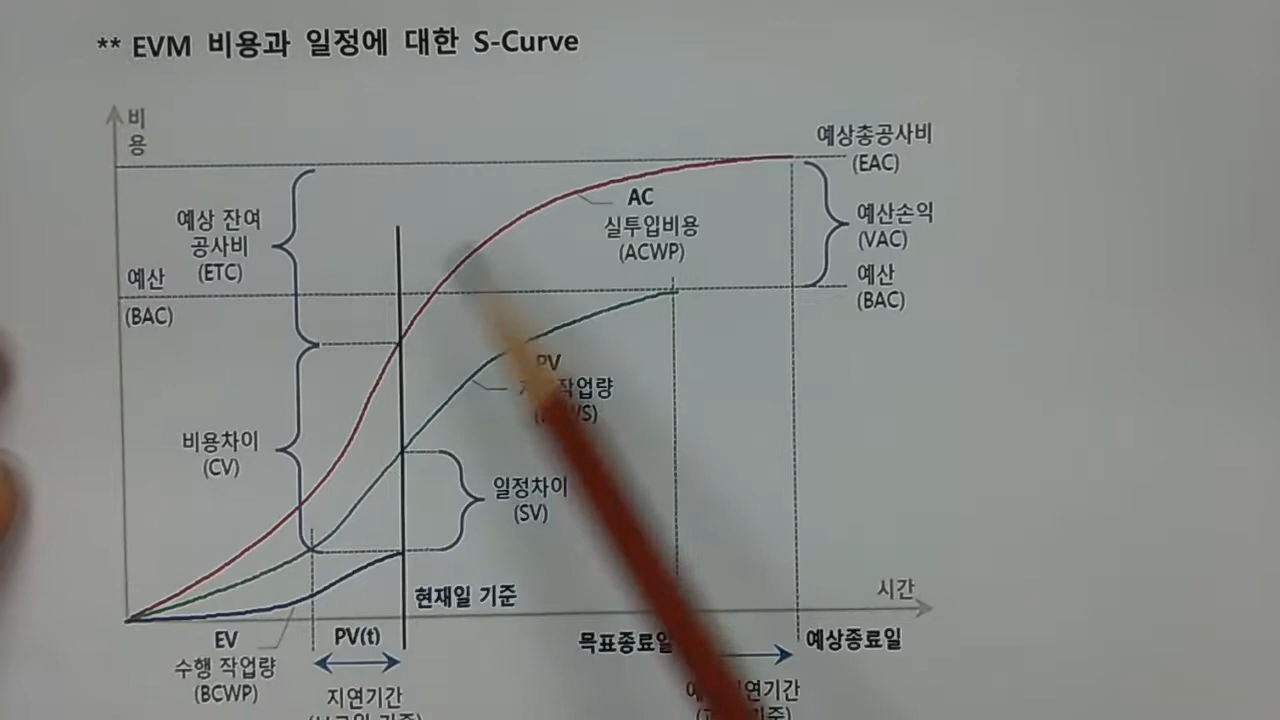 ** EVM 비용과 일정에 대한 S-Curve
비
용
예상총공사비
(EAC)
AC
실투입비용
(ACWP)
예산손익
(VAC)
예상 잔여
공사비
(ETC)
예산
(BAC)
예산
(BAC)
PV
작업량
비용차이
(CV)
일정차이
(SV)
현재일 기준
시간
EV
수행 작업량
(BCWP)
PV(t)
지연기간
목표종료일
예상종료일